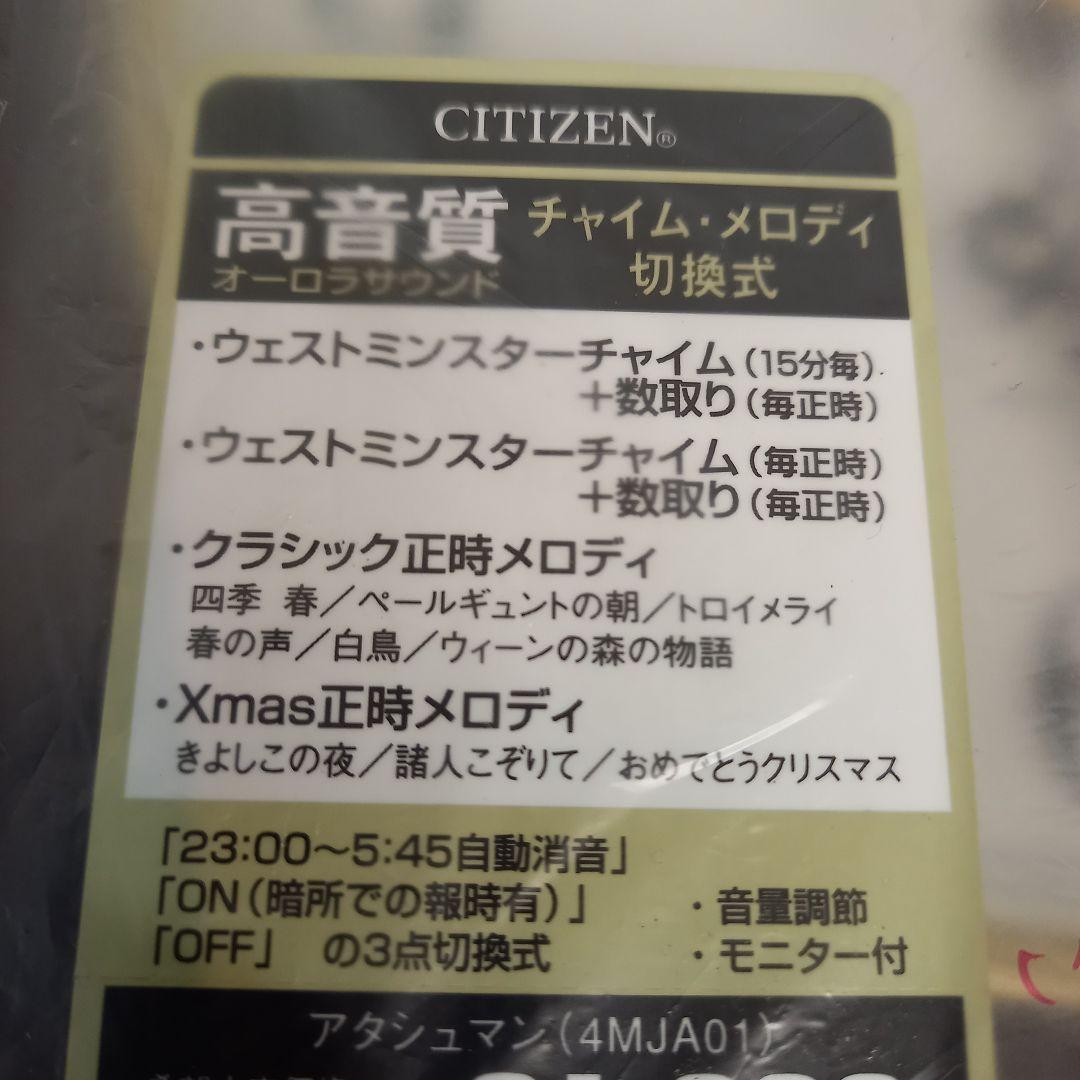 CITIZEN®
高音質 チャイム・メロディ
オーロラサウンド 切換式
・ウェストミンスターチャイム(15分毎)
+数取り(毎正時)
・ウェストミンスターチャイム(毎正時)
+数取り(毎正時)
・クラシック正時メロディ
四季 春/ペールギュントの朝/トロイメライ
春の声/白鳥/ウィーンの森の物語
・Xmas正時メロディ
きよしこの夜/諸人こぞりて/おめでとうクリスマス
「23:00〜5:45自動消音」
「ON(暗所での報時有)」 ・音量調節
「OFF」 の3点切換式 ・モニター付
アタシュマン(4MJA01)